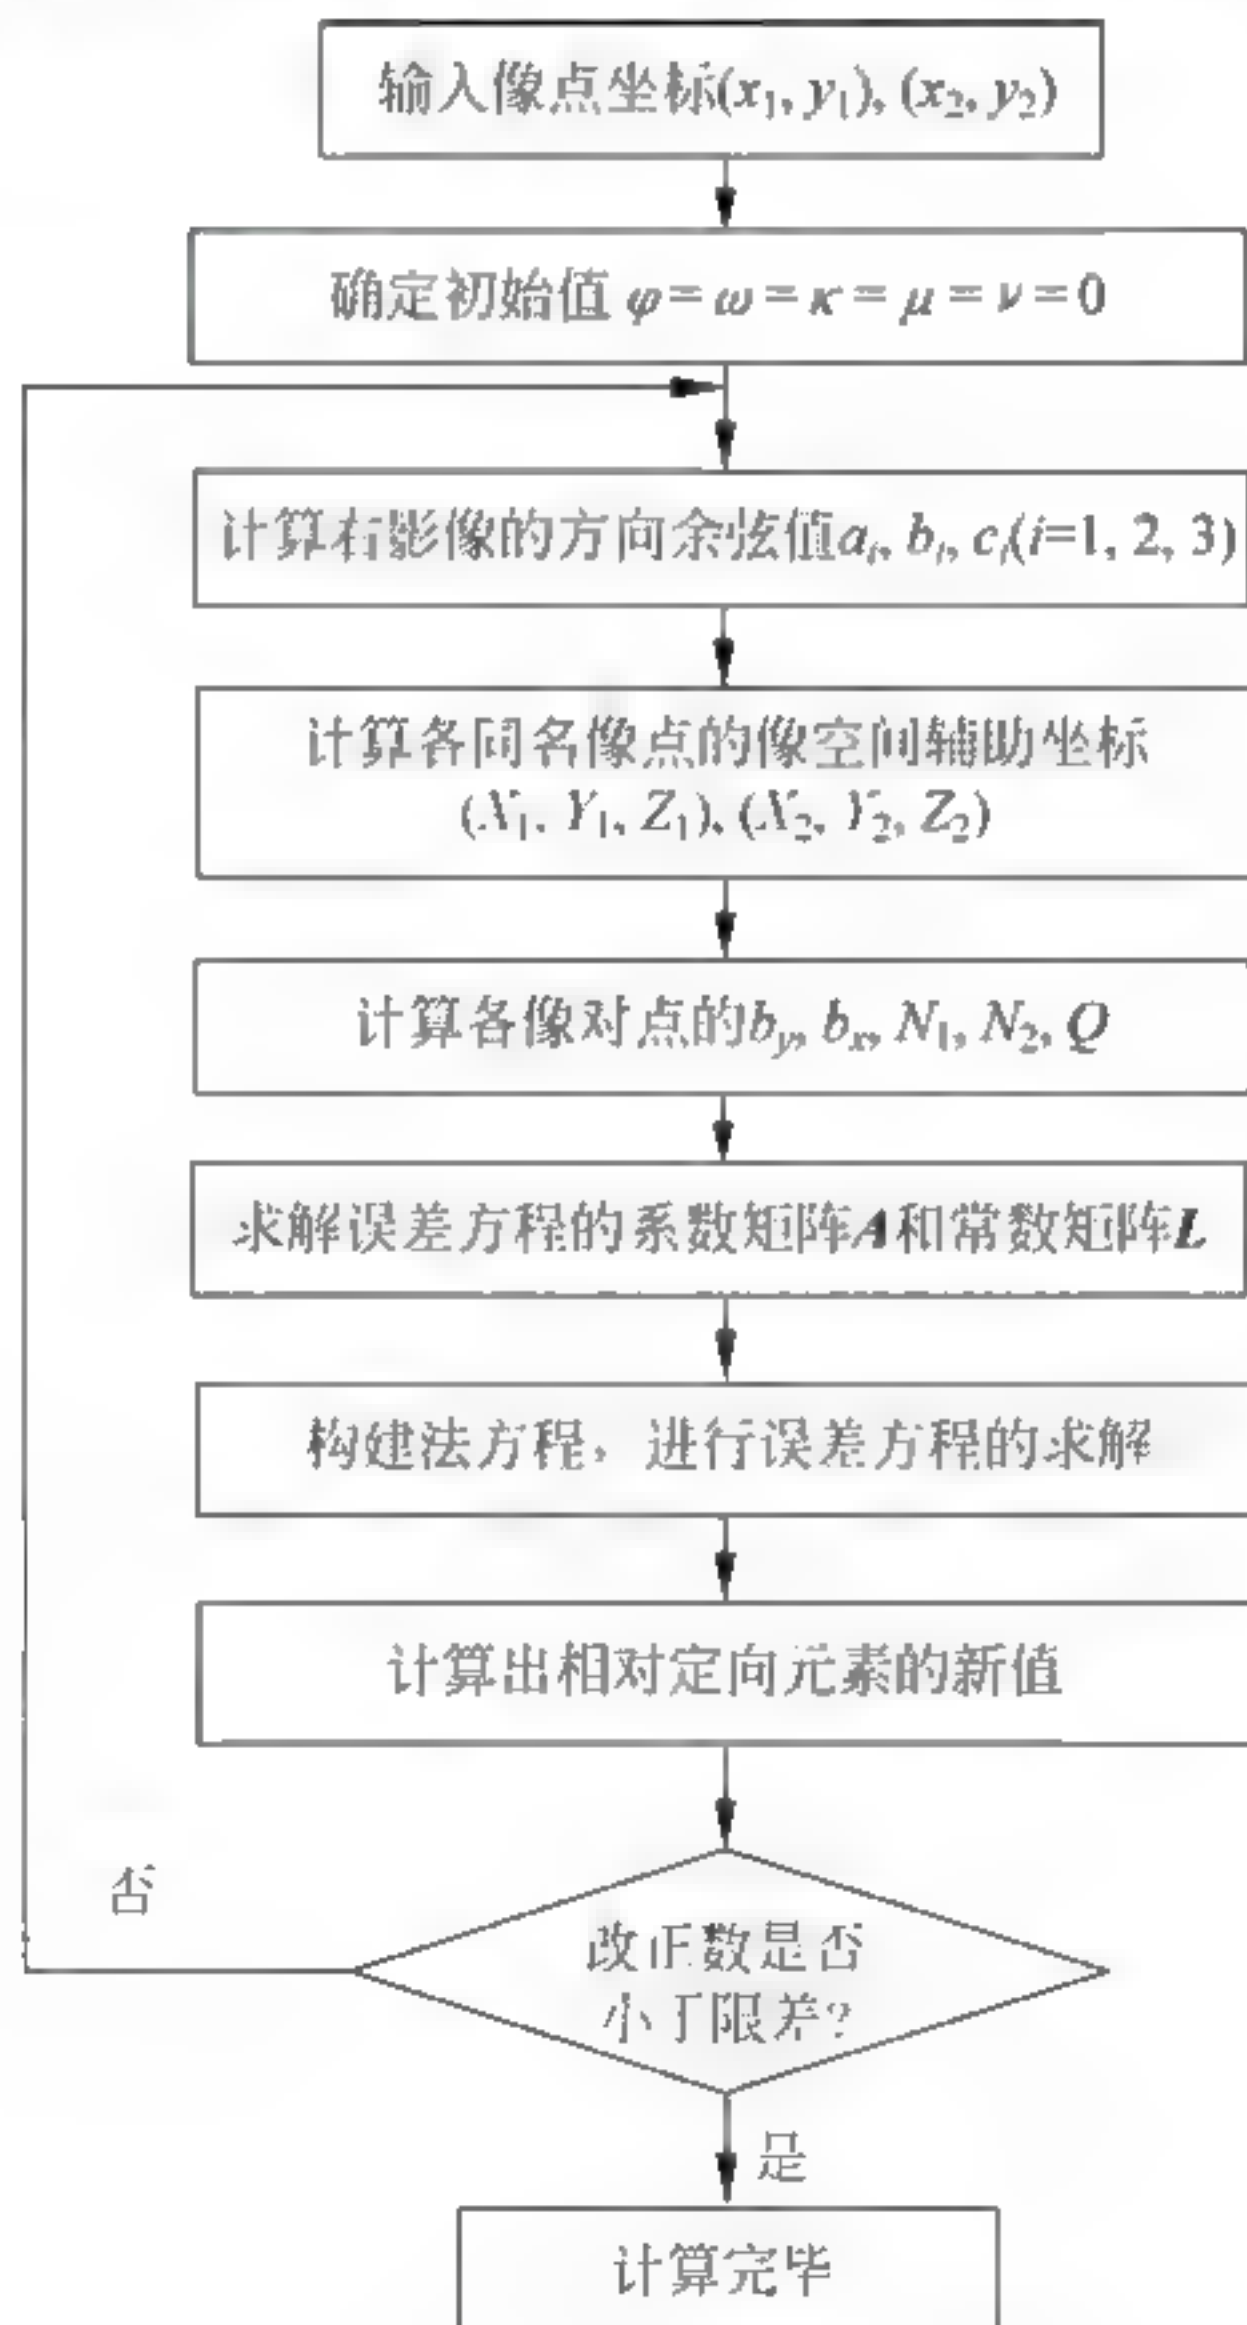 输入像点坐标(x₁, y₁), (x₂, y₂)
确定初始值 φ = ω = κ = μ = ν = 0
计算右影像的方向余弦值aᵢ, bᵢ, cᵢ(i=1, 2, 3)
计算各同名像点的像空间辅助坐标
(X₁, Y₁, Z₁), (X₂, Y₂, Z₂)
计算各像对点的b_y, b_x, N₁, N₂, Q
求解误差方程的系数矩阵A和常数矩阵L
构建法方程，进行误差方程的求解
计算出相对定向元素的新值
否
改正数是否
小于限差?
是
计算完毕